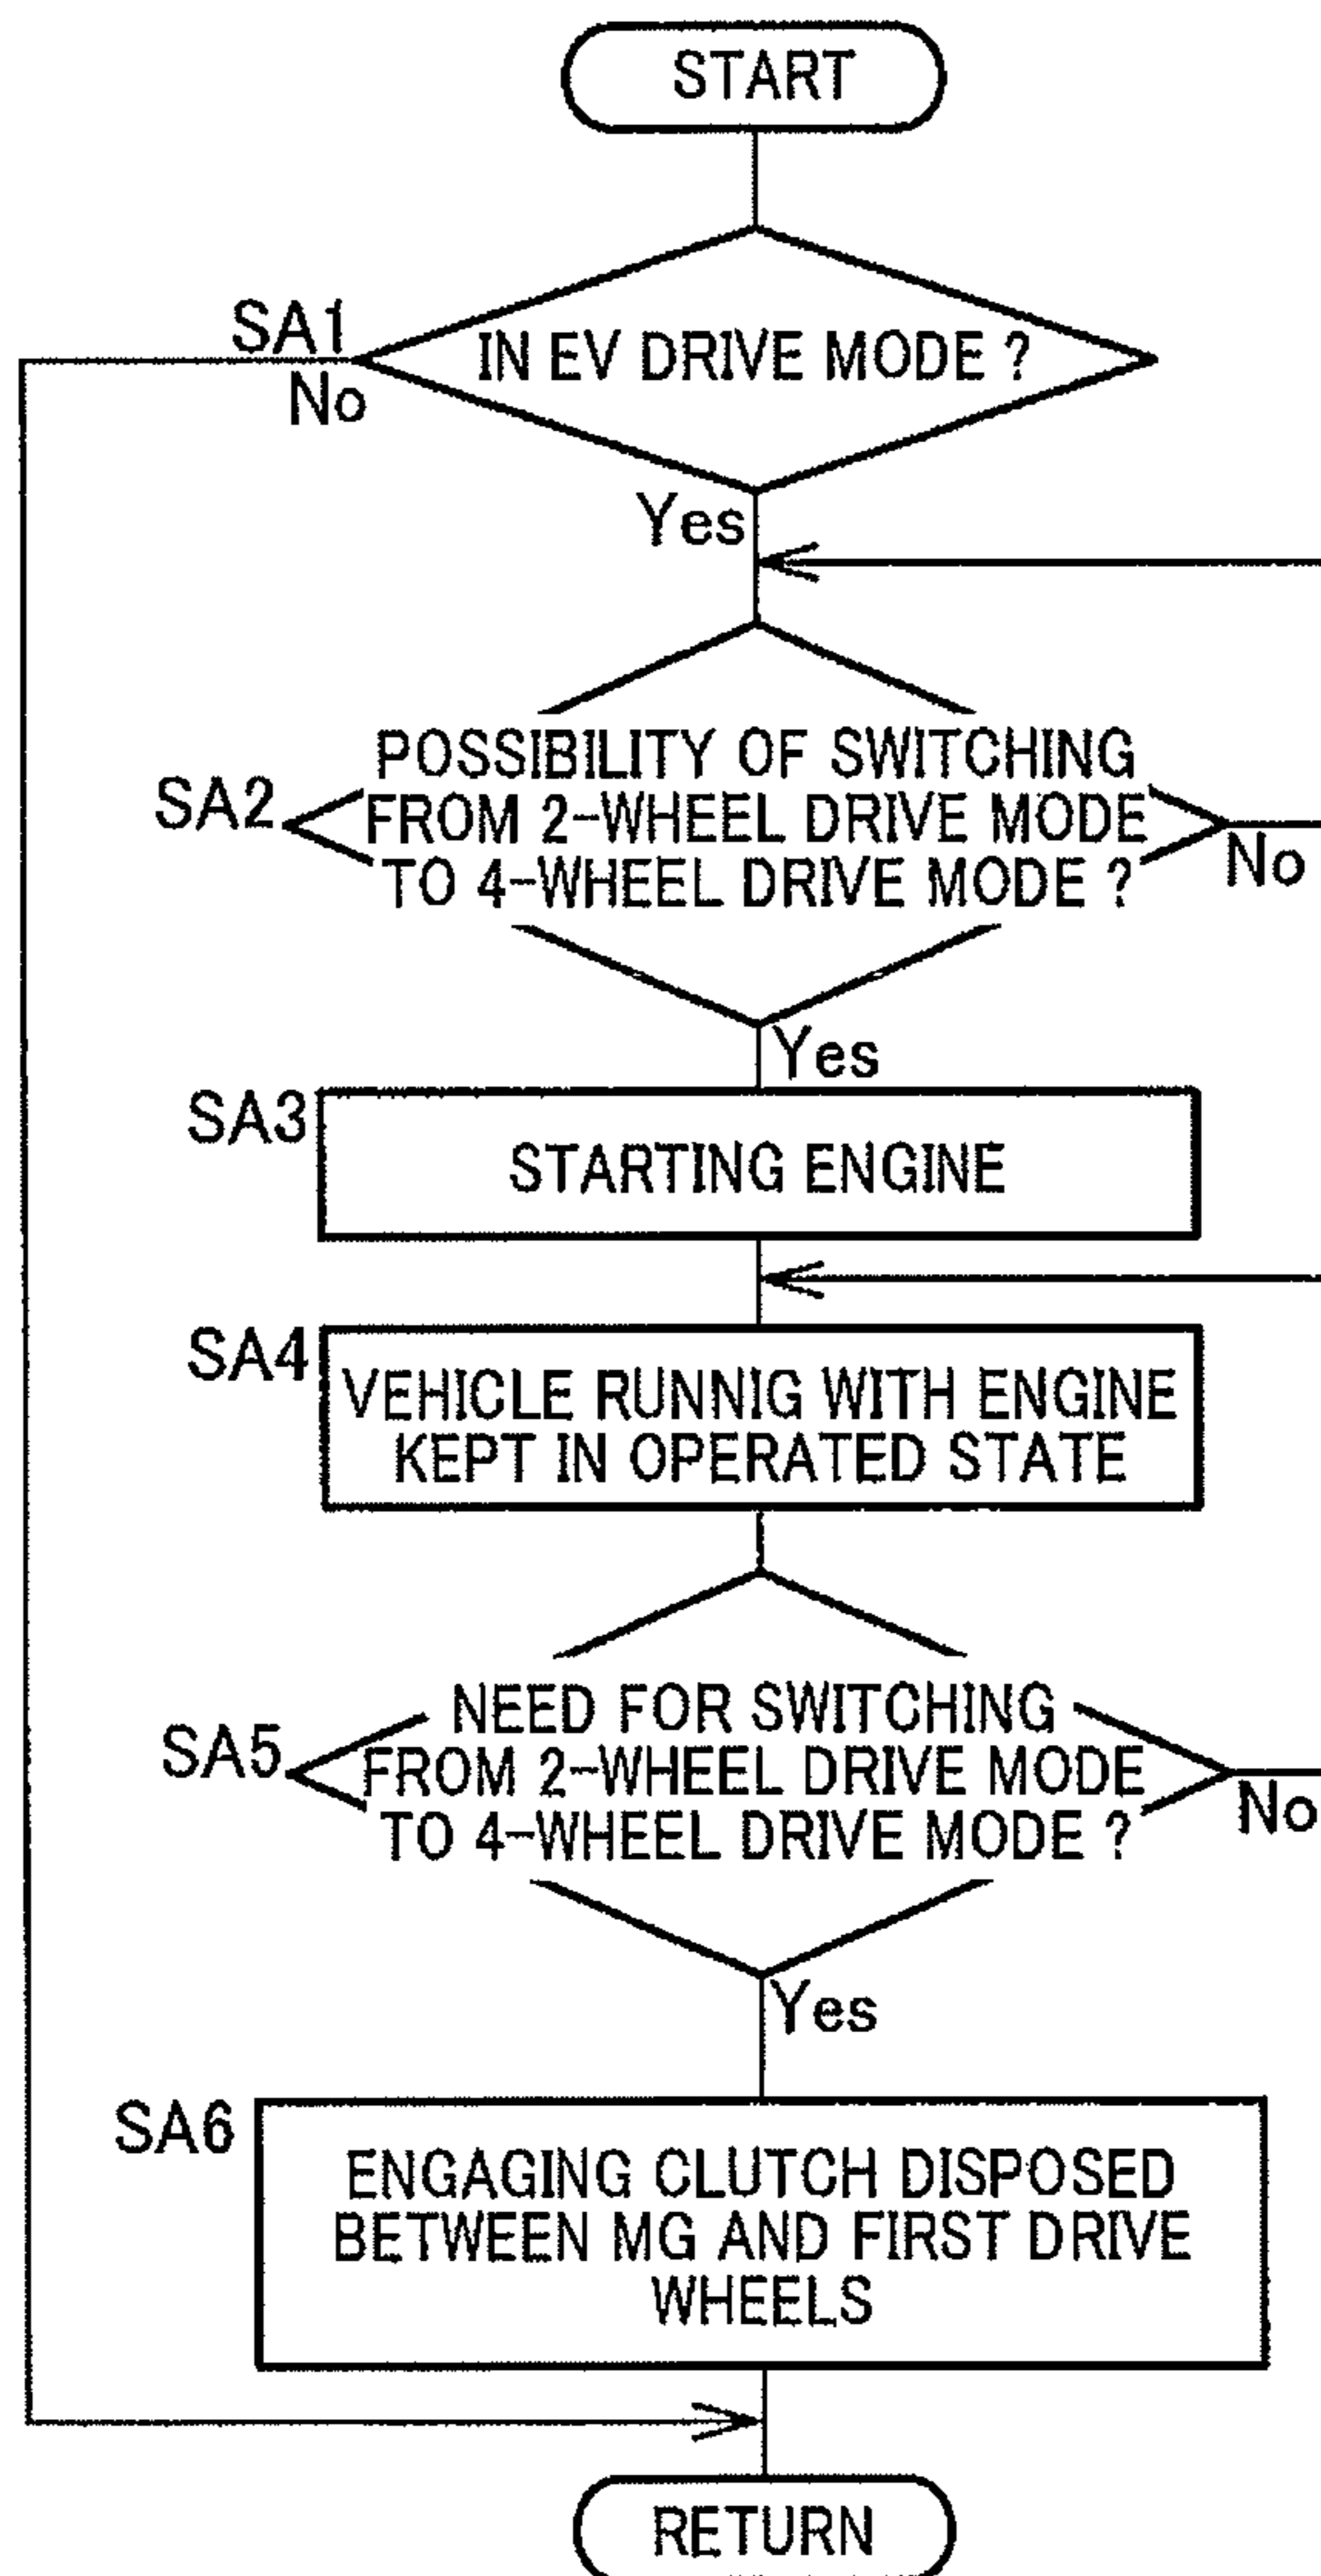 START
SA1
IN EV DRIVE MODE ?
No
Yes
POSSIBILITY OF SWITCHING
SA2
FROM 2-WHEEL DRIVE MODE
TO 4-WHEEL DRIVE MODE ?
No
Yes
SA3
STARTING ENGINE
SA4
VEHICLE RUNNIG WITH ENGINE
KEPT IN OPERATED STATE
NEED FOR SWITCHING
SA5
FROM 2-WHEEL DRIVE MODE
TO 4-WHEEL DRIVE MODE ?
No
Yes
SA6
ENGAGING CLUTCH DISPOSED
BETWEEN MG AND FIRST DRIVE
WHEELS
RETURN